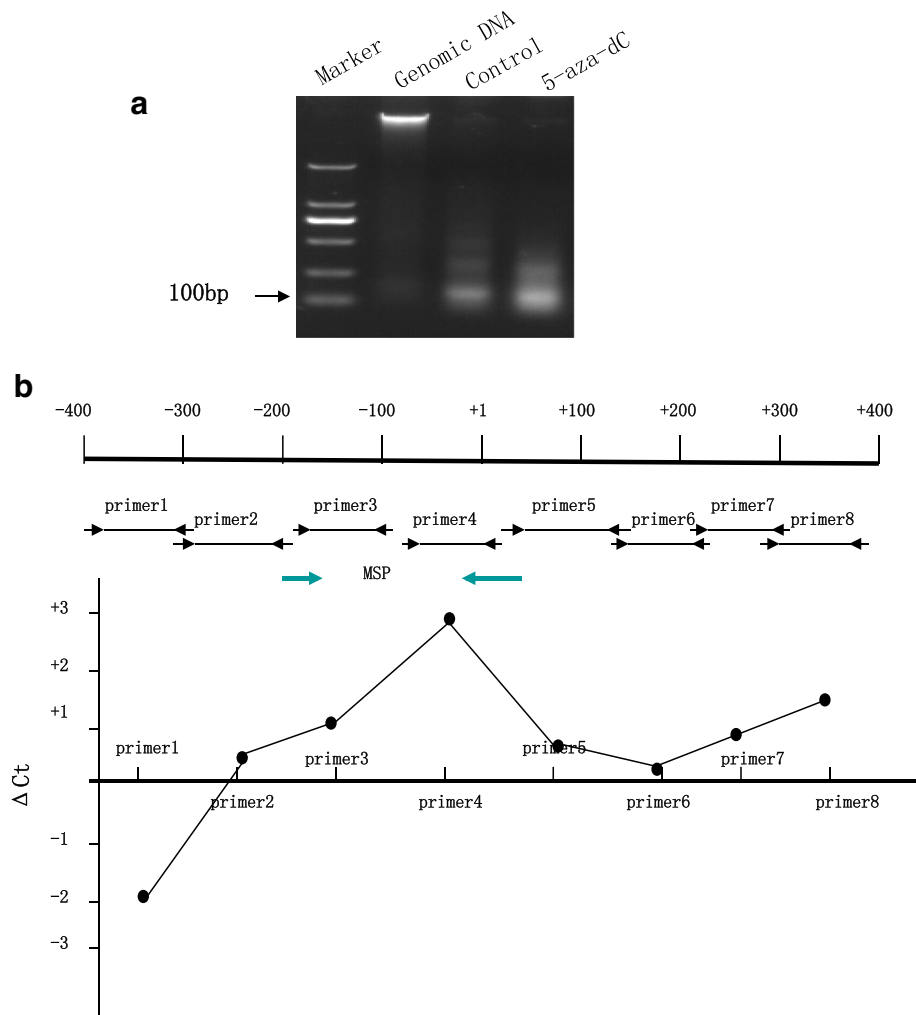 a
Marker
Genomic DNA
Control
5-aza-dC
100bp
b
-400 -300 -200 -100 +1 +100 +200 +300 +400
primer1 primer2 primer3 primer4 primer5 primer6 primer7 primer8
MSP
+3
+2
+1
-1
-2
-3
ΔCt
primer1 primer3 primer5 primer7
primer2 primer4 primer6 primer8